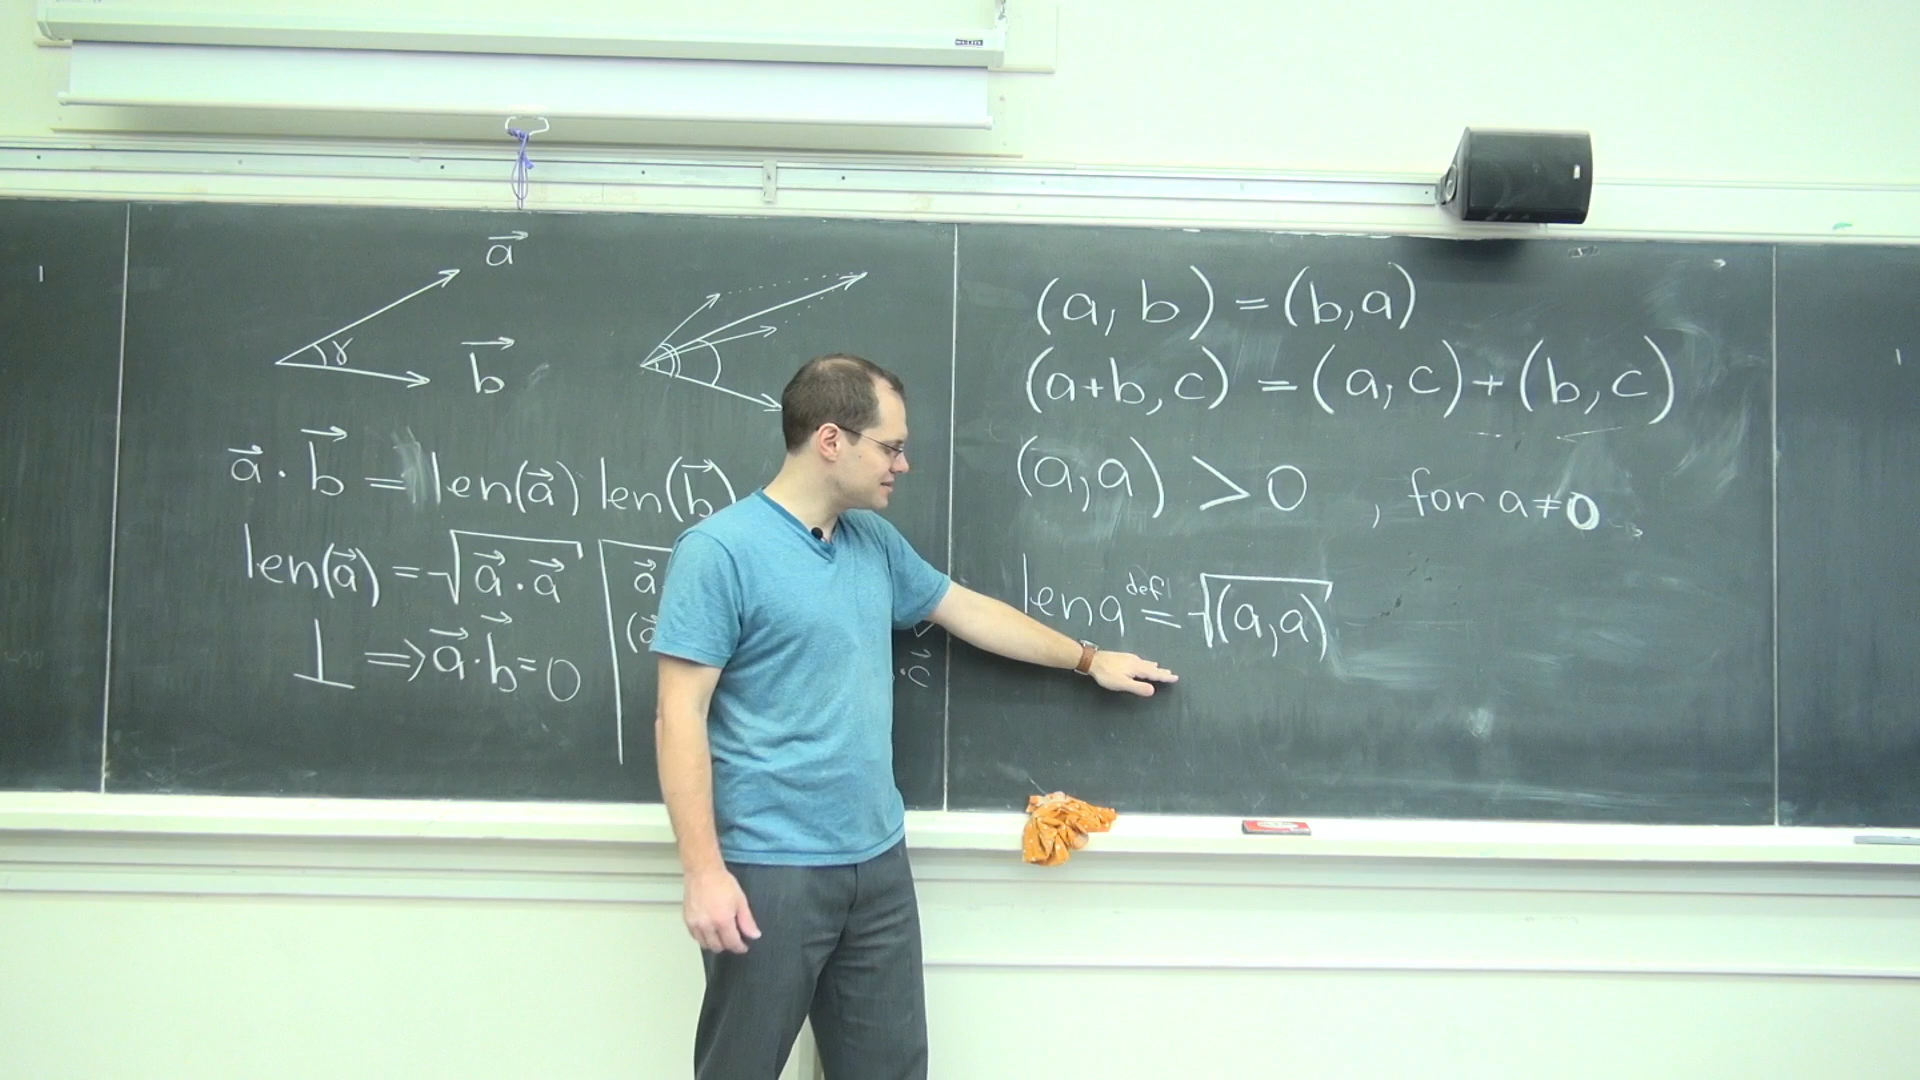 a⃗
γ
b⃗
a⃗ · b⃗ = len(a⃗) len(b⃗)
len(a⃗) = √(a⃗ · a⃗)
a⃗
⊥ ⟹ a⃗ · b⃗ = 0
(a⃗
· c⃗
(a, b) = (b, a)
(a+b, c) = (a, c) + (b, c)
(a, a) > 0 , for a ≠ 0
len a def = √(a, a)